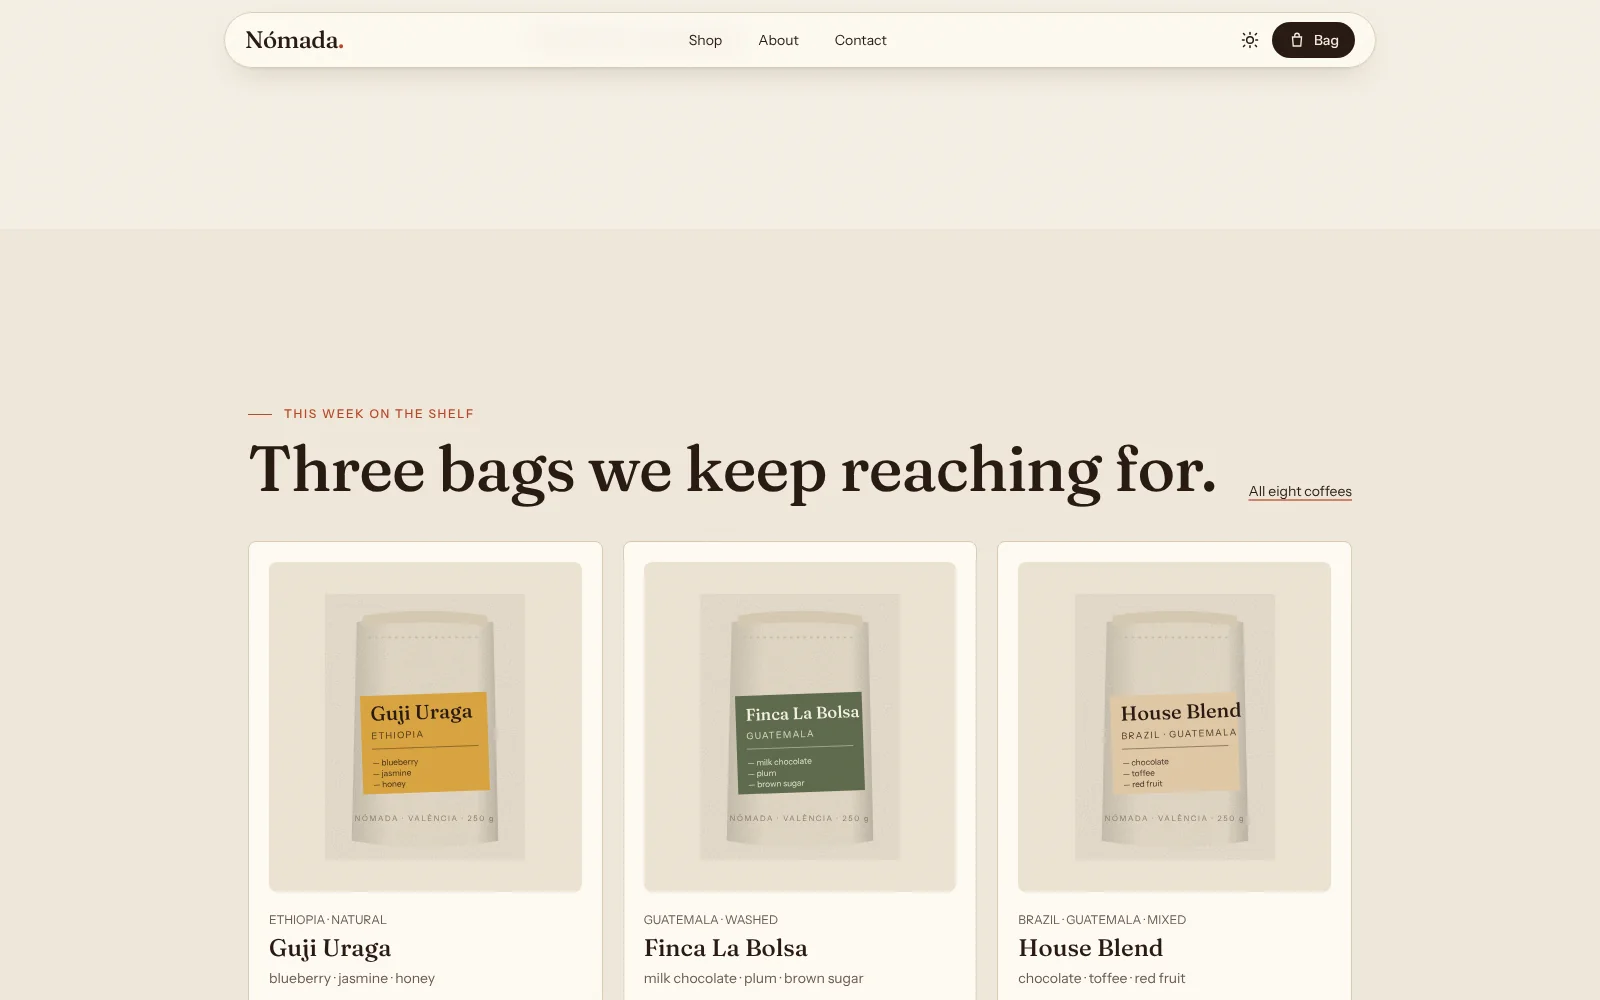 Nómada.
Shop
About
Contact
Bag
THIS WEEK ON THE SHELF
Three bags we keep reaching for.
All eight coffees
Guji Uraga
ETHIOPIA
— blueberry
— jasmine
— honey
NÓMADA · VALÈNCIA · 250 g
Finca La Bolsa
GUATEMALA
— milk chocolate
— plum
— brown sugar
NÓMADA · VALÈNCIA · 250 g
House Blend
BRAZIL · GUATEMALA
— chocolate
— toffee
— red fruit
NÓMADA · VALÈNCIA · 250 g
ETHIOPIA · NATURAL
Guji Uraga
blueberry · jasmine · honey
GUATEMALA · WASHED
Finca La Bolsa
milk chocolate · plum · brown sugar
BRAZIL · GUATEMALA · MIXED
House Blend
chocolate · toffee · red fruit